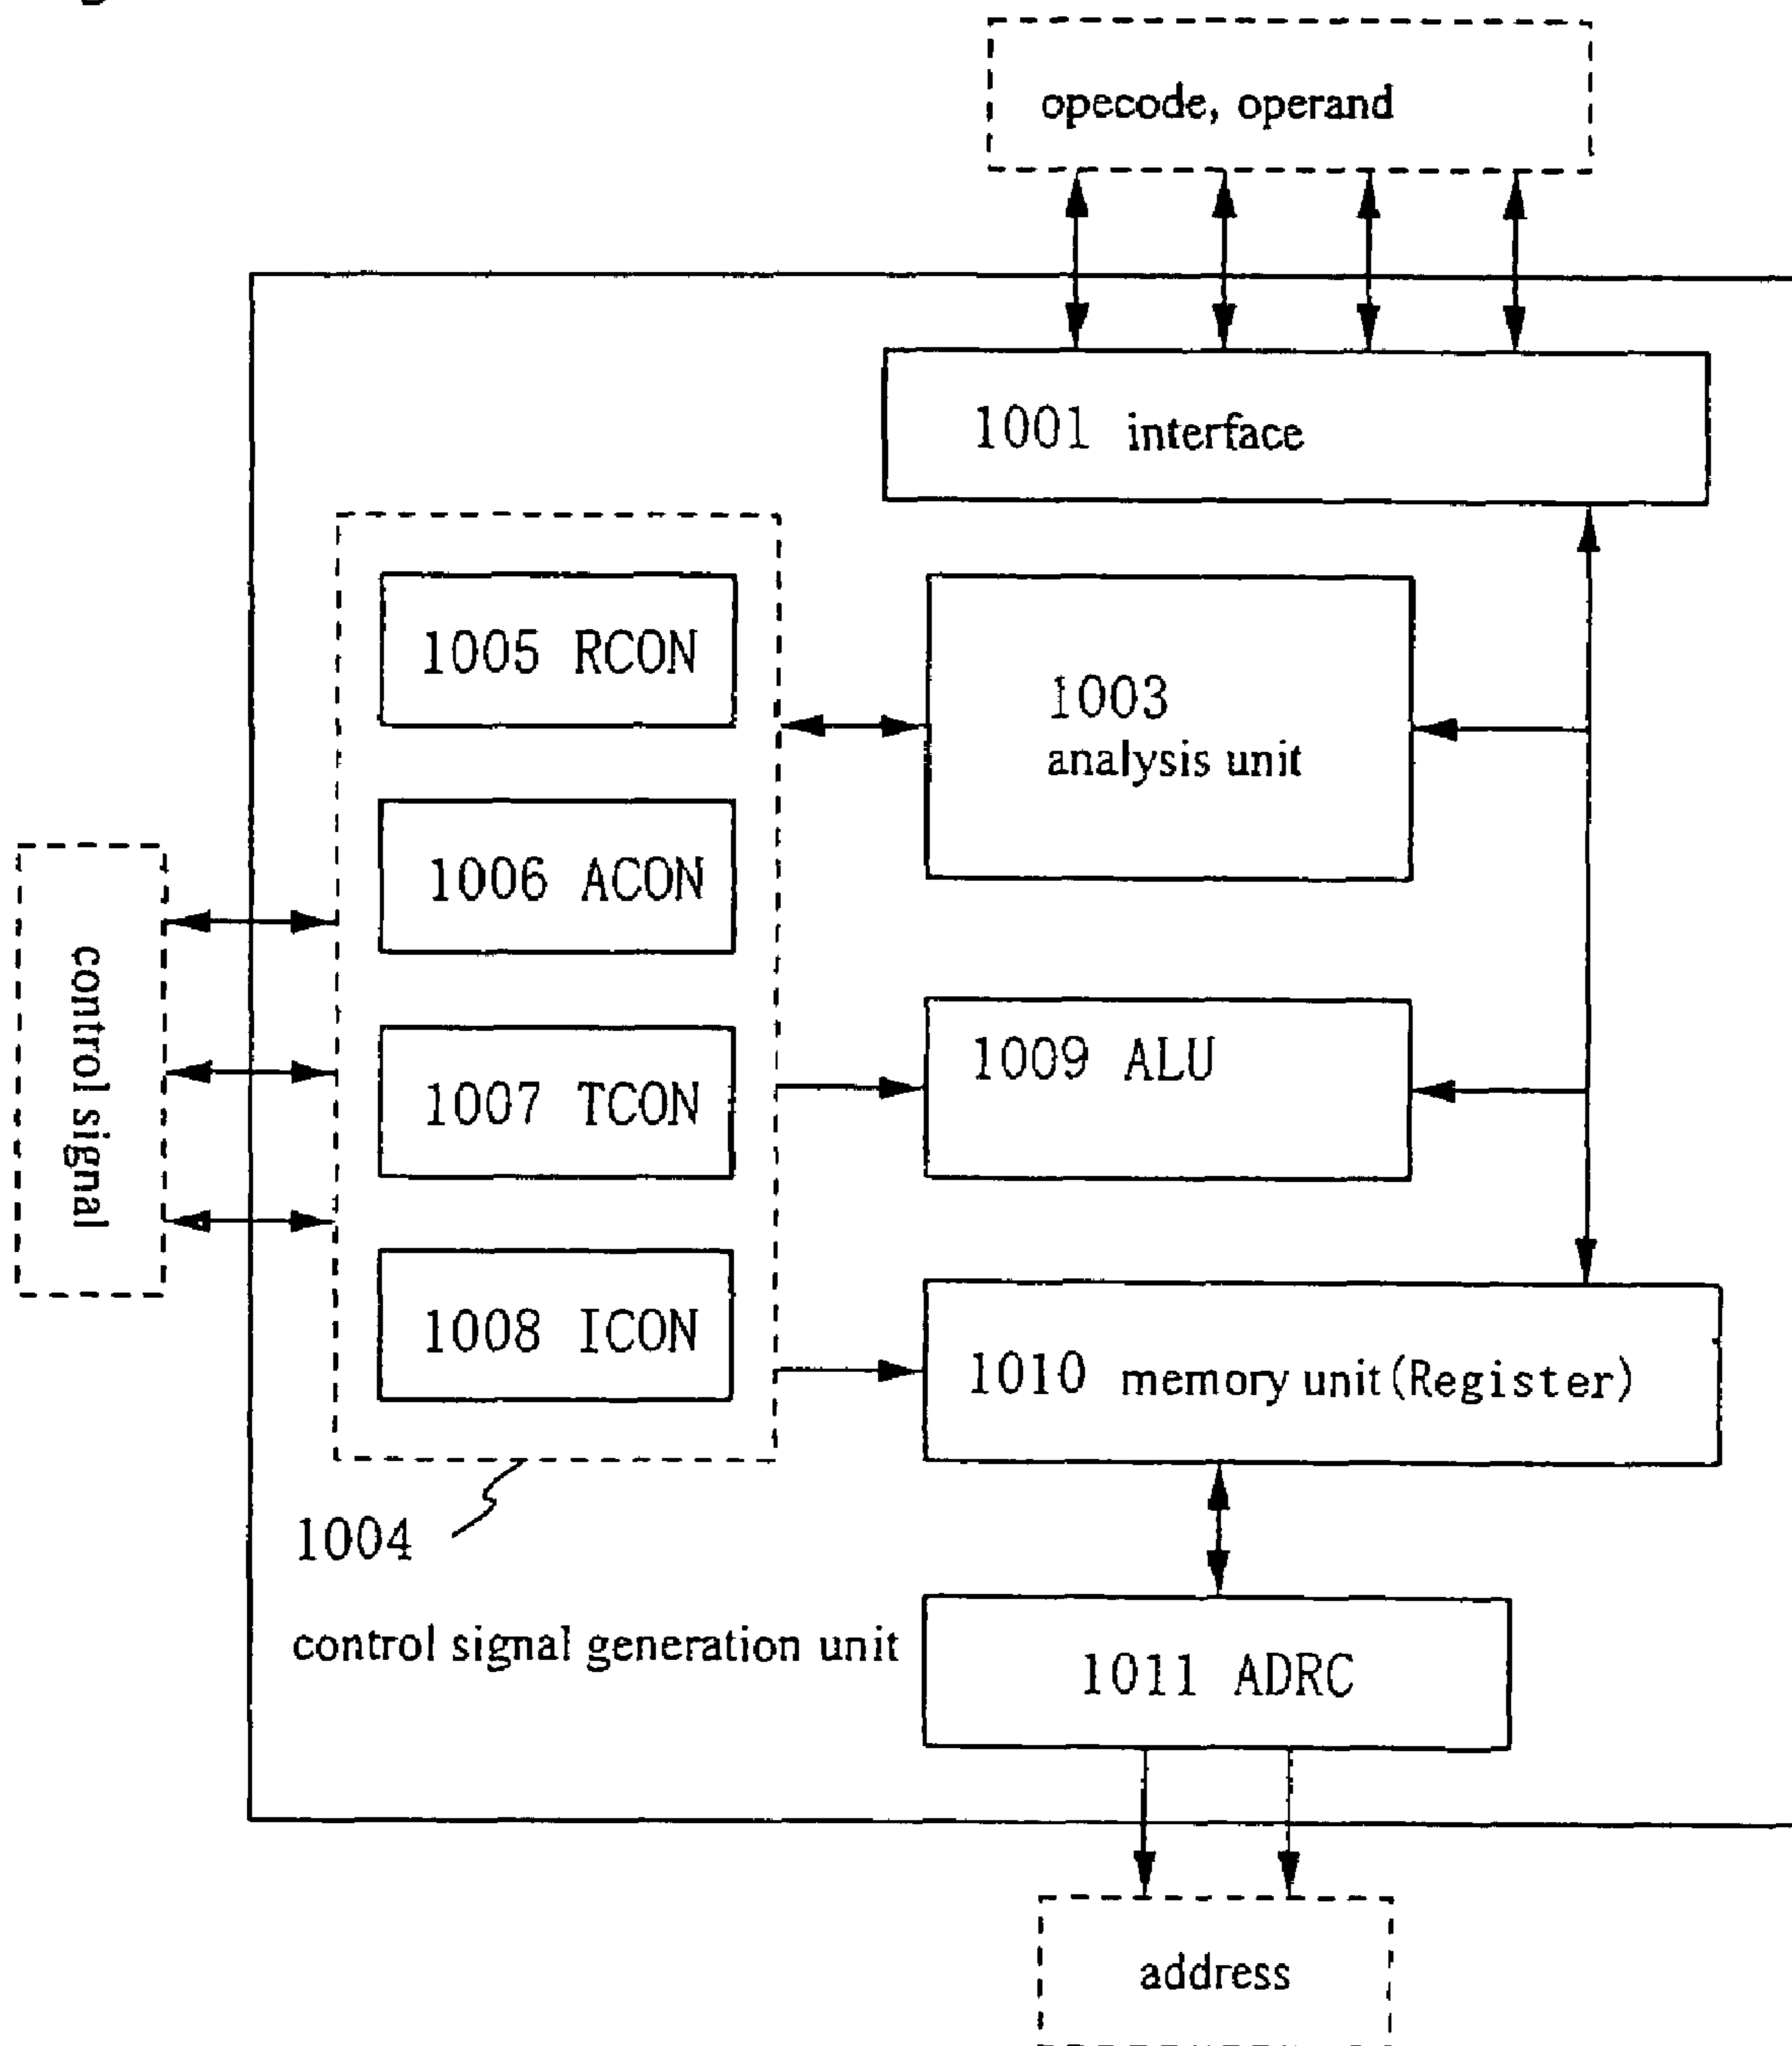 opecode, operand
1001 interface
1005 RCON
1003
analysis unit
1006 ACON
control signal
1009 ALU
1007 TCON
1008 ICON
1010 memory unit(Register)
1004
control signal generation unit
1011 ADRC
address